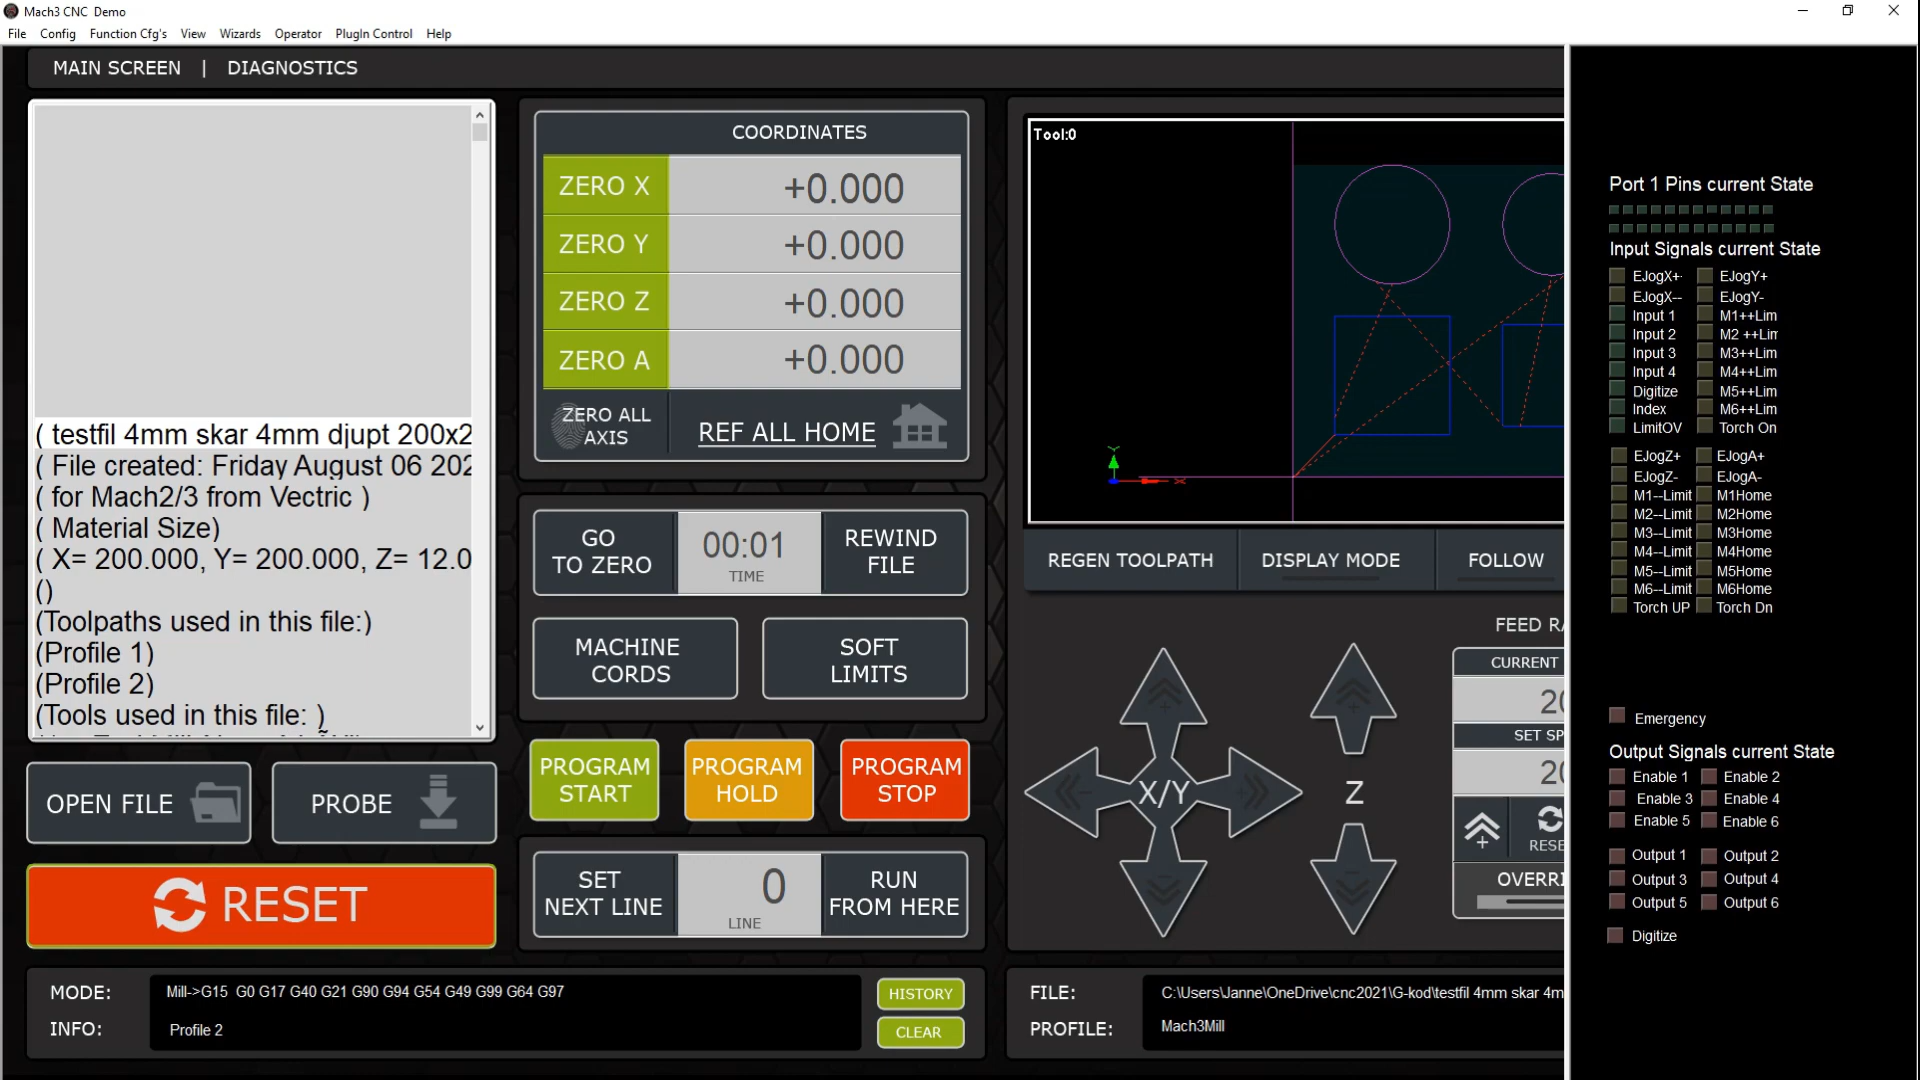 Mach3 CNC Demo
File Config Function Cfg's View Wizards Operator PlugIn Control Help
MAIN SCREEN | DIAGNOSTICS
( testfil 4mm skar 4mm djupt 200x2
( File created: Friday August 06 202
( for Mach2/3 from Vectric )
( Material Size)
( X= 200.000, Y= 200.000, Z= 12.0
()
(Toolpaths used in this file:)
(Profile 1)
(Profile 2)
(Tools used in this file: )
OPEN FILE
PROBE
RESET
COORDINATES
ZERO X +0.000
ZERO Y +0.000
ZERO Z +0.000
ZERO A +0.000
ZERO ALL
AXIS
REF ALL HOME
GO
TO ZERO
00:01
TIME
REWIND
FILE
MACHINE
CORDS
SOFT
LIMITS
PROGRAM
START
PROGRAM
HOLD
PROGRAM
STOP
SET
NEXT LINE
0
LINE
RUN
FROM HERE
MODE: Mill->G15 G0 G17 G40 G21 G90 G94 G54 G49 G99 G64 G97
INFO: Profile 2
HISTORY
CLEAR
Tool:0
Y
X
REGEN TOOLPATH DISPLAY MODE FOLLOW
X/Y
Z
FEED RA
CURRENT
20
SET SP
20
RESE
OVERRI
FILE: C:\Users\Janne\OneDrive\cnc2021\G-kod\testfil 4mm skar 4m
PROFILE: Mach3Mill
Port 1 Pins current State
Input Signals current State
EJogX+ EJogY+
EJogX-- EJogY-
Input 1 M1++Lim
Input 2 M2 ++Lim
Input 3 M3++Lim
Input 4 M4++Lim
Digitize M5++Lim
Index M6++Lim
LimitOV Torch On
EJogZ+ EJogA+
EJogZ- EJogA-
M1--Limit M1Home
M2--Limit M2Home
M3--Limit M3Home
M4--Limit M4Home
M5--Limit M5Home
M6--Limit M6Home
Torch UP Torch Dn
Emergency
Output Signals current State
Enable 1 Enable 2
Enable 3 Enable 4
Enable 5 Enable 6
Output 1 Output 2
Output 3 Output 4
Output 5 Output 6
Digitize